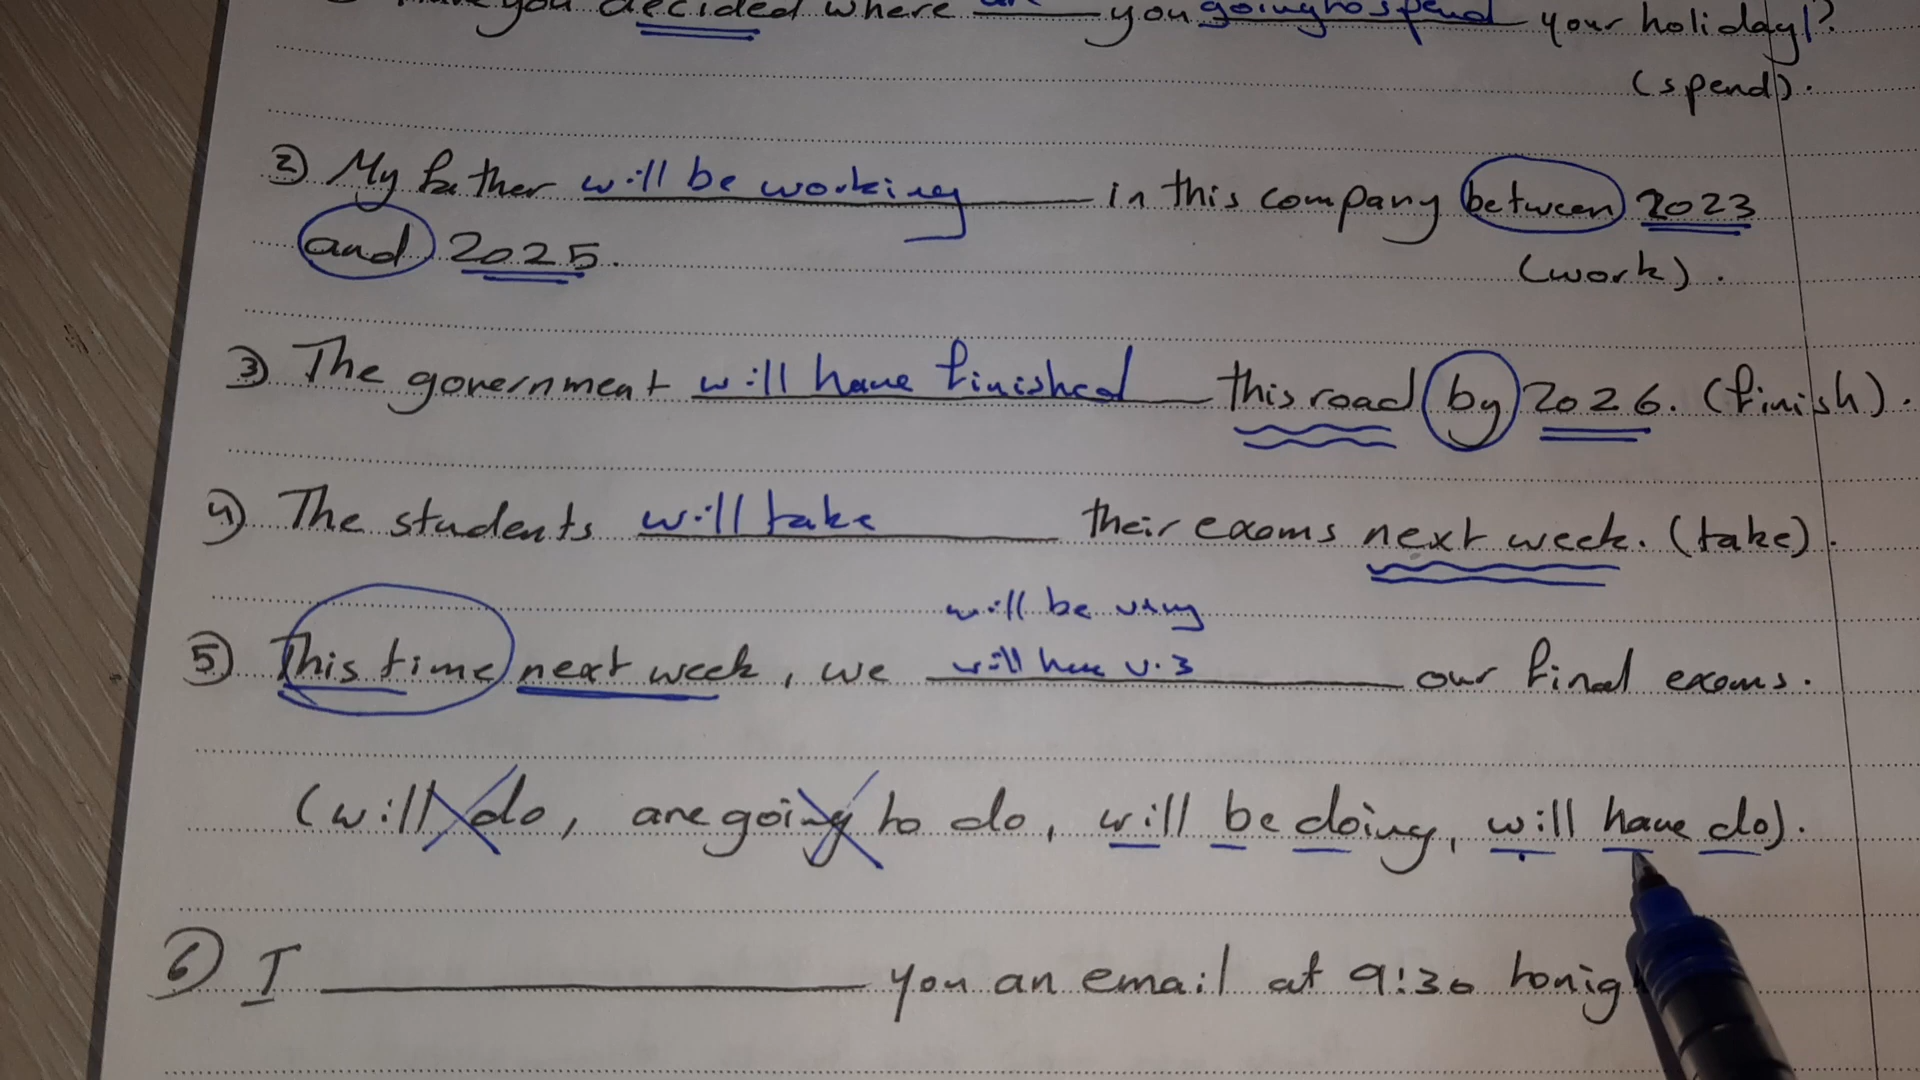 Have you decided where are you going to spend your holiday?
(spend).
2) My father will be working in this company between 2023
and 2025. (work).
3) The government will have finished this road by 2026. (finish).
4) The students will take their exams next week. (take).
will be ving
5) This time next week, we will have v.3 our final exams.
(will do, are going to do, will be doing, will have do).
6) I you an email at 9:30 tonig